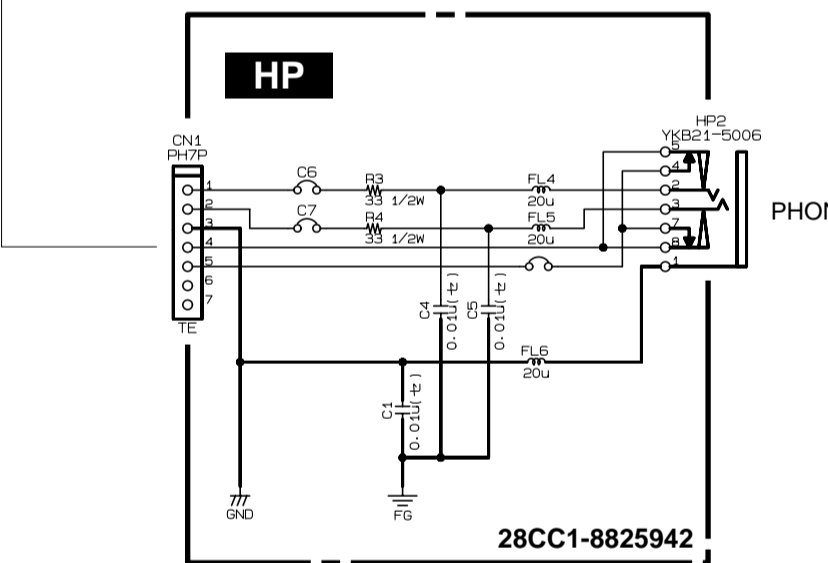 HP
HP2
YKB21-5006
CN1
PH7P
5
4
2
3
7
8
1
1
2
3
4
5
6
7
TE
C6
C7
R3
33 1/2W
R4
33 1/2W
FL4
20u
FL5
20u
PHON
C4
0.01u(セ)
C5
0.01u(セ)
FL6
20u
C1
0.01u(セ)
GND
FG
28CC1-8825942